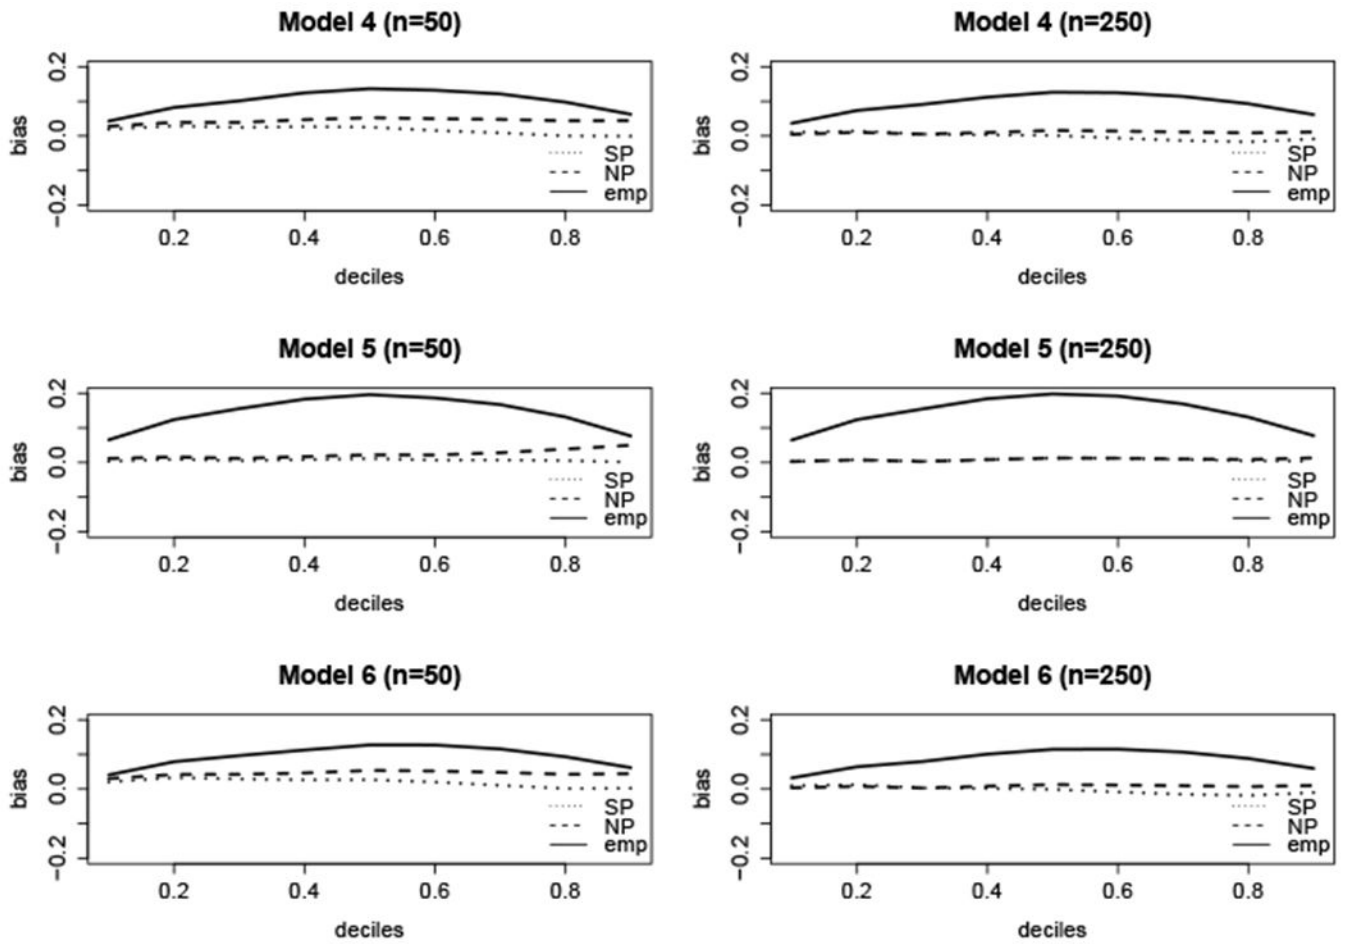 Model 4 (n=50)
bias
0.2
0.0
−0.2
SP
NP
emp
0.2 0.4 0.6 0.8
deciles
Model 4 (n=250)
bias
0.2
0.0
−0.2
SP
NP
emp
0.2 0.4 0.6 0.8
deciles
Model 5 (n=50)
bias
0.2
0.0
−0.2
SP
NP
emp
0.2 0.4 0.6 0.8
deciles
Model 5 (n=250)
bias
0.2
0.0
−0.2
SP
NP
emp
0.2 0.4 0.6 0.8
deciles
Model 6 (n=50)
bias
0.2
0.0
−0.2
SP
NP
emp
0.2 0.4 0.6 0.8
deciles
Model 6 (n=250)
bias
0.2
0.0
−0.2
SP
NP
emp
0.2 0.4 0.6 0.8
deciles